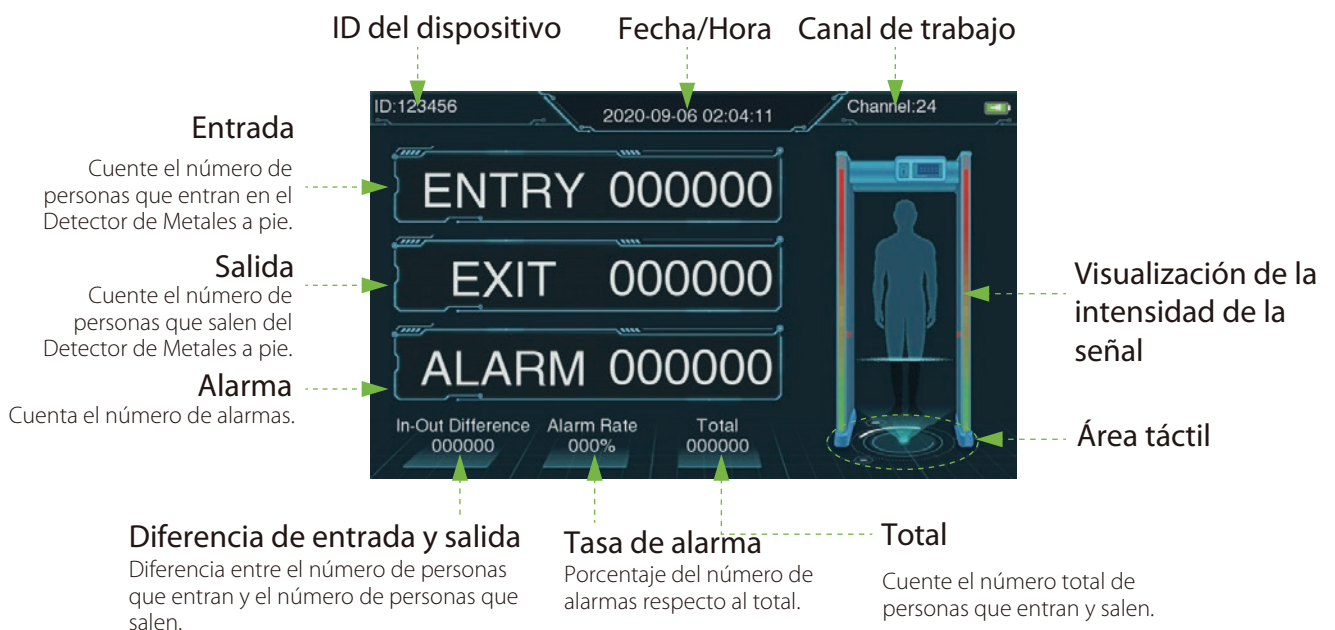 ID del dispositivo
Fecha/Hora
Canal de trabajo
ID:123456
2020-09-06 02:04:11
Channel:24
Entrada
Cuente el número de
personas que entran en el
Detector de Metales a pie.
ENTRY 000000
Salida
Cuente el número de
personas que salen del
Detector de Metales a pie.
EXIT 000000
Alarma
Cuenta el número de alarmas.
ALARM 000000
In-Out Difference
000000
Alarm Rate
000%
Total
000000
Visualización de la
intensidad de la
señal
Área táctil
Diferencia de entrada y salida
Diferencia entre el número de personas
que entran y el número de personas que
salen.
Tasa de alarma
Porcentaje del número de
alarmas respecto al total.
Total
Cuente el número total de
personas que entran y salen.